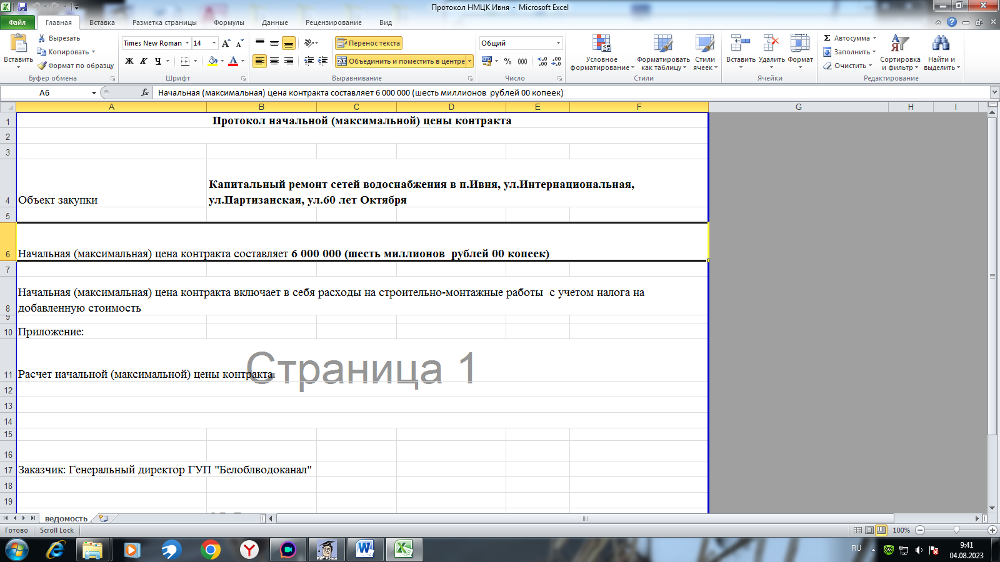 Протокол НМЦК Ивня - Microsoft Excel
Файл Главная Вставка Разметка страницы Формулы Данные Рецензирование Вид
Вставить
Вырезать
Копировать
Формат по образцу
Буфер обмена
Times New Roman 14
Ж К Ч
Шрифт
Перенос текста
Объединить и поместить в центре
Выравнивание
Общий
% 000
Число
Условное форматирование
Форматировать как таблицу
Стили ячеек
Стили
Вставить Удалить Формат
Ячейки
Σ Автосумма
Заполнить
Очистить
Сортировка и фильтр
Найти и выделить
Редактирование
A6 fx Начальная (максимальная) цена контракта составляет 6 000 000 (шесть миллионов  рублей 00 копеек)
A B C D E F G H I
1 Протокол начальной (максимальной) цены контракта
2
3
Капитальный ремонт сетей водоснабжения в п.Ивня, ул.Интернациональная,
4 Объект закупки ул.Партизанская, ул.60 лет Октября
5
6 Начальная (максимальная) цена контракта составляет 6 000 000 (шесть миллионов  рублей 00 копеек)
7
Начальная (максимальная) цена контракта включает в себя расходы на строительно-монтажные работы  с учетом налога на
8 добавленную стоимость
9
10 Приложение:
Страница 1
11 Расчет начальной (максимальной) цены контракта.
12
13
14
15
16
17 Заказчик: Генеральный директор ГУП "Белоблводоканал"
18
19
ведомость
Готово Scroll Lock 100%
RU 9:41
04.08.2023